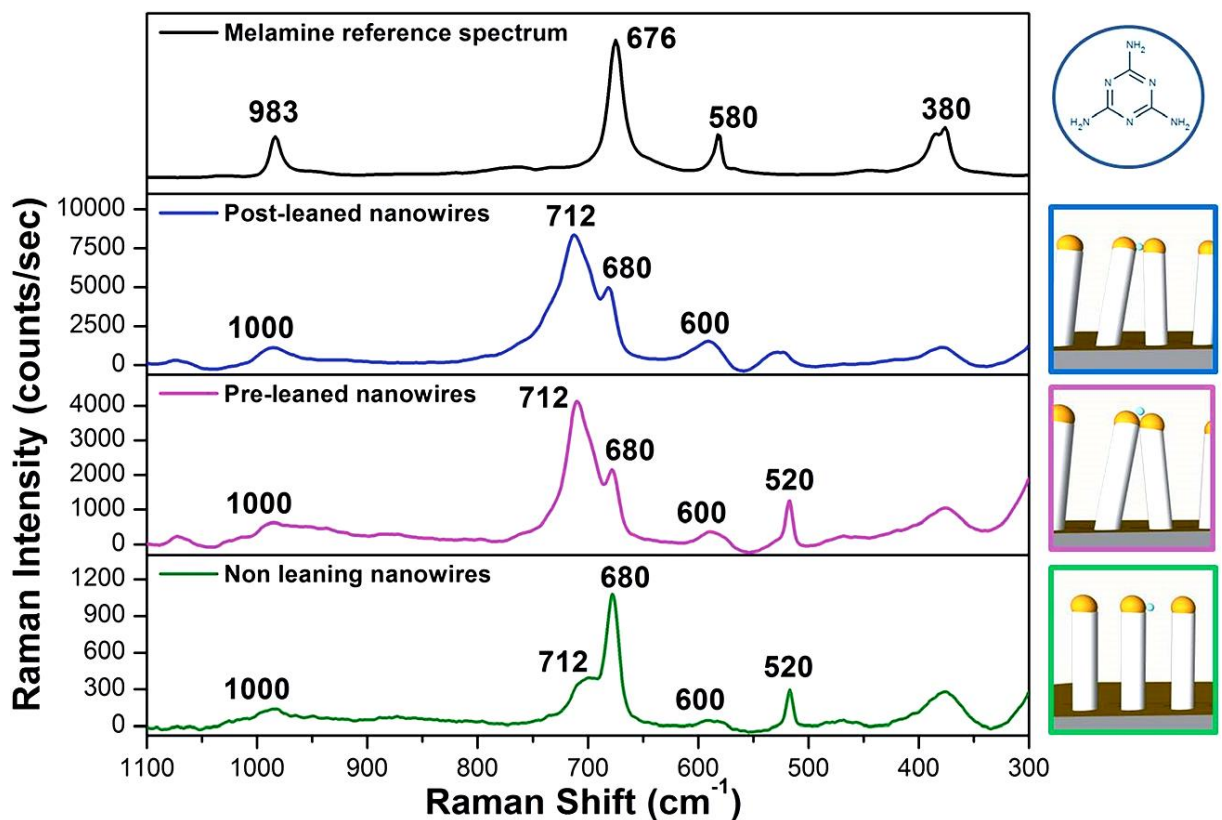 Melamine reference spectrum
983
676
580
380
NH₂
N
N
H₂N
N
NH₂
Raman Intensity (counts/sec)
Post-leaned nanowires
10000
7500
5000
2500
0
1000
712
680
600
Pre-leaned nanowires
4000
3000
2000
1000
0
1000
712
680
600
520
Non leaning nanowires
1200
900
600
300
0
1000
712
680
600
520
1100 1000 900 800 700 600 500 400 300
Raman Shift (cm⁻¹)